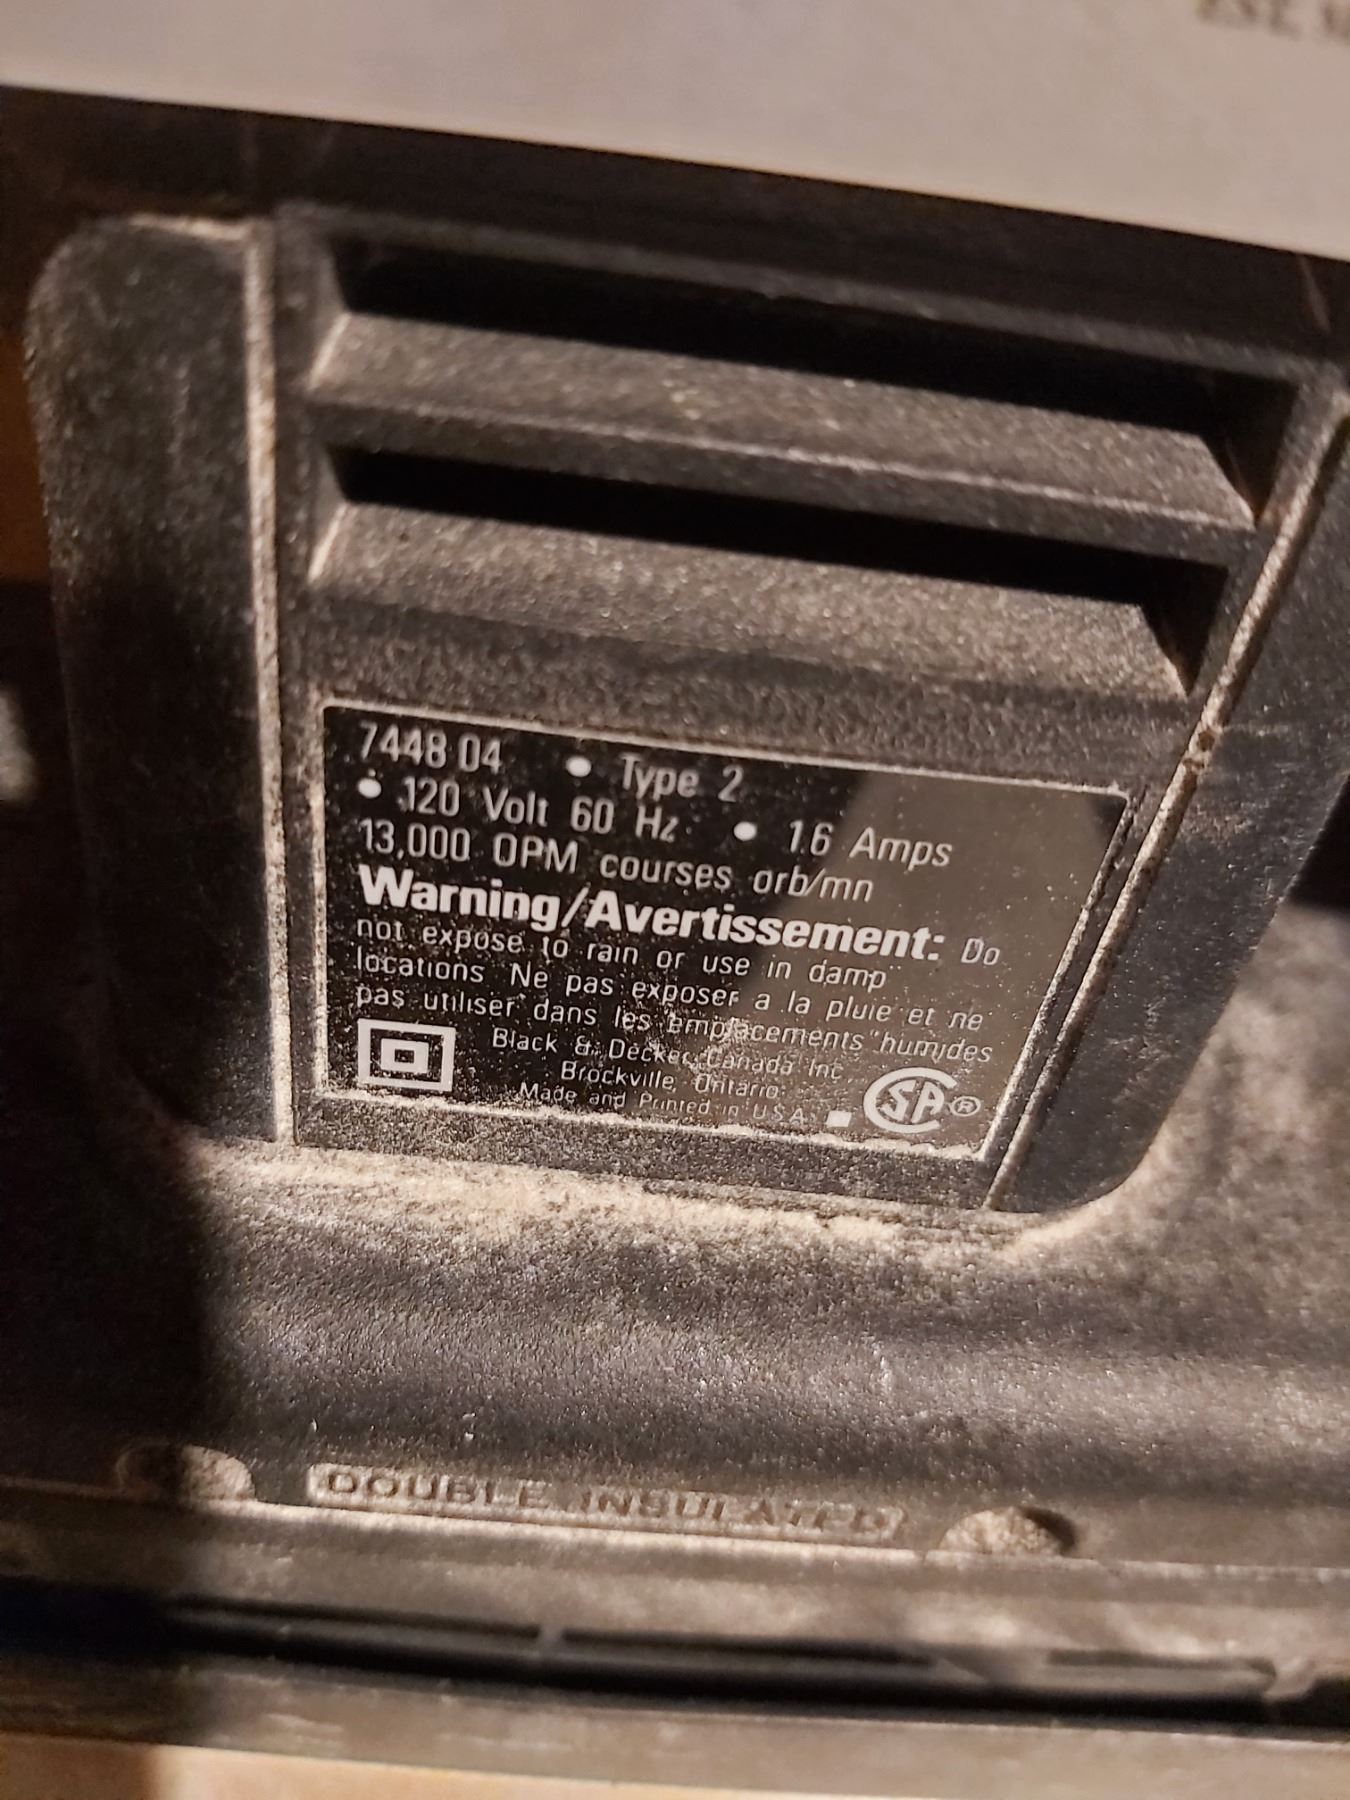 7448 04 • Type 2
• 120 Volt 60 Hz • 1.6 Amps
13,000 OPM courses orb/mn
Warning/Avertissement: Do
not expose to rain or use in damp
locations Ne pas exposer a la pluie et ne
pas utiliser dans les emplacements humides
Black & Decker Canada Inc
Brockville, Ontario
Made and Printed in U.S.A.
CSA®
DOUBLE INSULATED